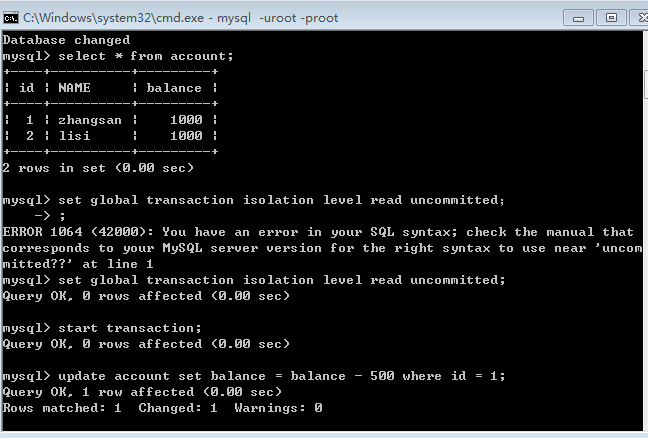 C:\Windows\system32\cmd.exe - mysql  -uroot -proot
Database changed
mysql> select * from account;
+----+----------+---------+
| id | NAME     | balance |
+----+----------+---------+
|  1 | zhangsan |    1000 |
|  2 | lisi     |    1000 |
+----+----------+---------+
2 rows in set (0.00 sec)
mysql> set global transaction isolation level read uncommitted;
    -> ;
ERROR 1064 (42000): You have an error in your SQL syntax; check the manual that
corresponds to your MySQL server version for the right syntax to use near 'uncom
mitted??' at line 1
mysql> set global transaction isolation level read uncommitted;
Query OK, 0 rows affected (0.00 sec)
mysql> start transaction;
Query OK, 0 rows affected (0.00 sec)
mysql> update account set balance = balance - 500 where id = 1;
Query OK, 1 row affected (0.00 sec)
Rows matched: 1  Changed: 1  Warnings: 0